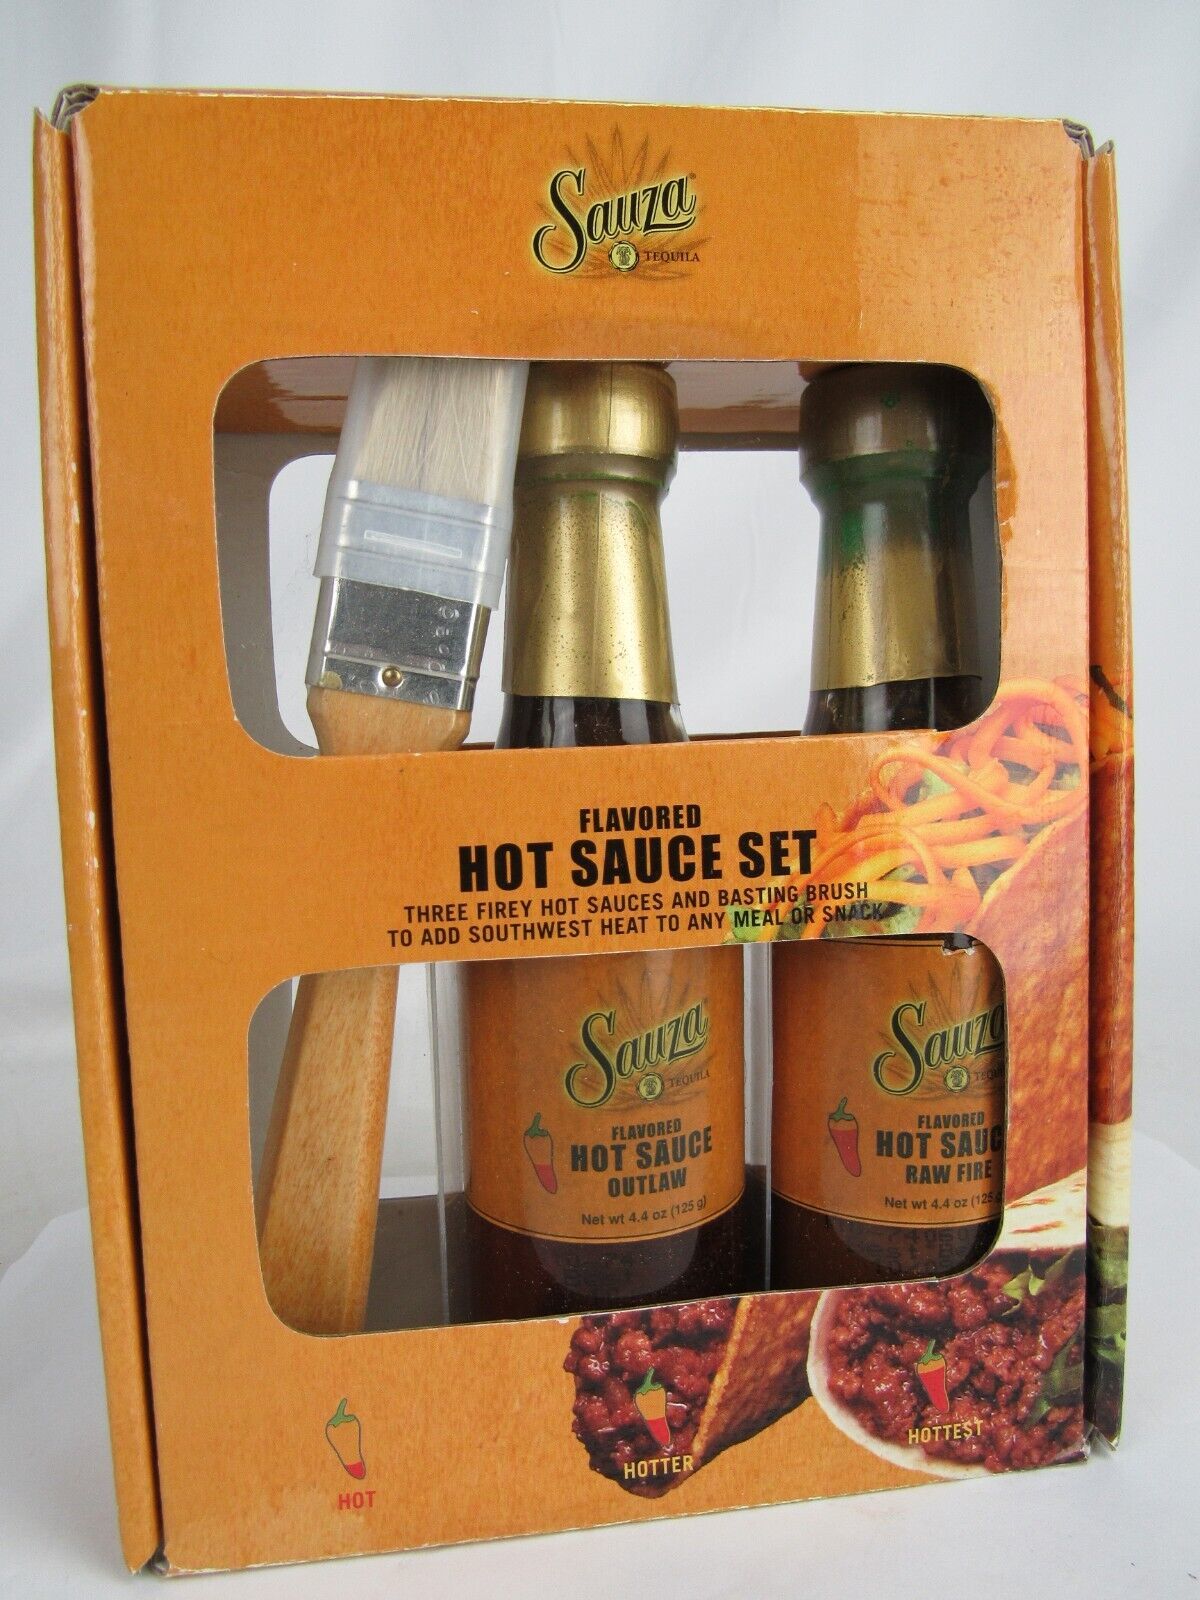 Sauza®
TEQUILA
FLAVORED
HOT SAUCE SET
THREE FIREY HOT SAUCES AND BASTING BRUSH
TO ADD SOUTHWEST HEAT TO ANY MEAL OR SNACK
Sauza®
TEQUILA
FLAVORED
HOT SAUCE
OUTLAW
Net wt 4.4 oz (125 g)
Sauza
TEQU
FLAVORED
HOT SAUC
RAW FIRE
Net wt 4.4 oz (125 g
HOT
HOTTER
HOTTEST